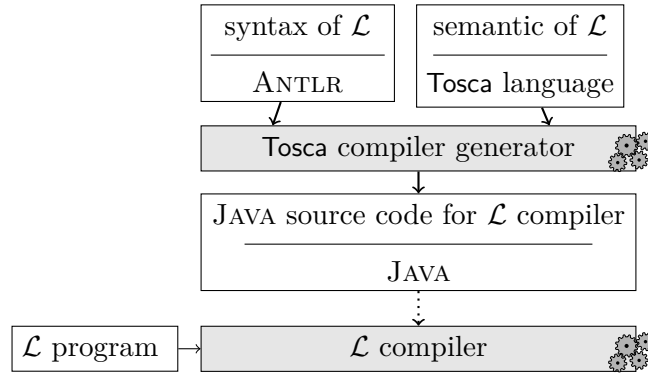 syntax of ℒ
ANTLR
semantic of ℒ
Tosca language
Tosca compiler generator
JAVA source code for ℒ compiler
JAVA
ℒ program
ℒ compiler